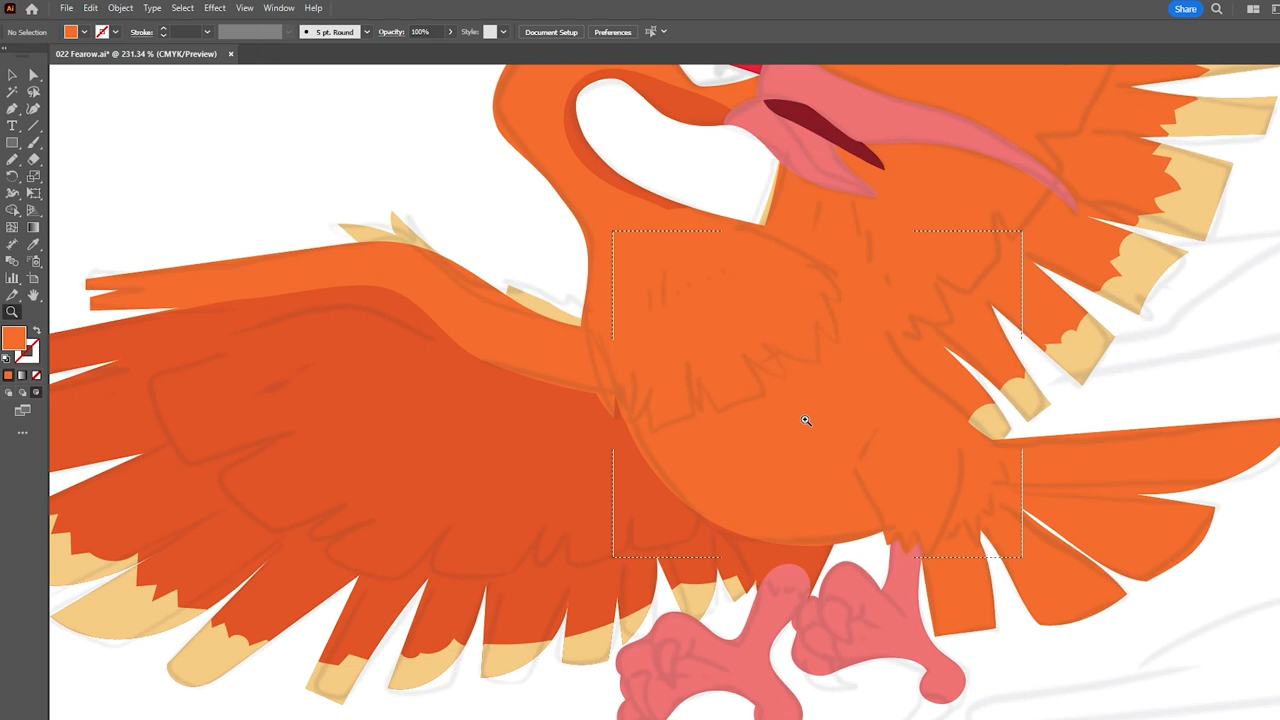 Ai File Edit Object Type Select Effect View Window Help Share
No Selection Stroke: 5 pt. Round Opacity: 100% Style: Document Setup Preferences
022 Fearow.ai* @ 231.34 % (CMYK/Preview)